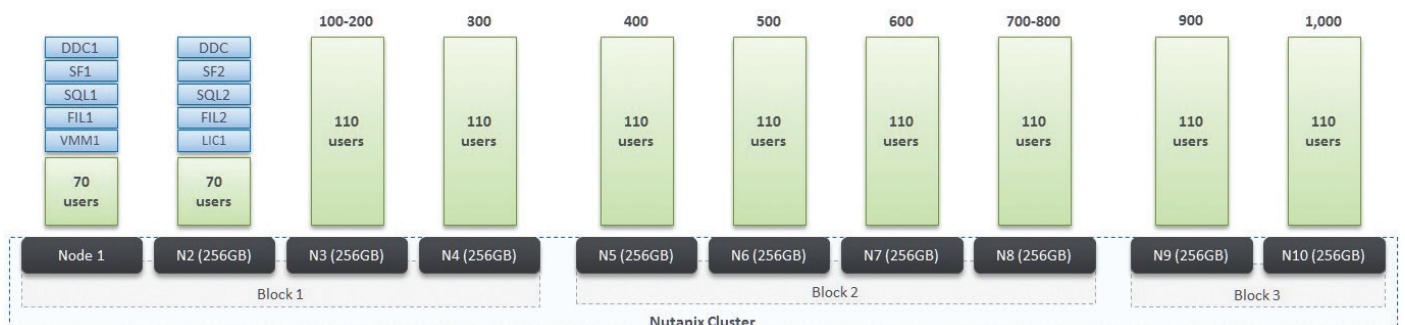 100-200
300
400
500
600
700-800
900
1,000
DDC1
SF1
SQL1
FIL1
VMM1
70
users
DDC
SF2
SQL2
FIL2
LIC1
70
users
110
users
110
users
110
users
110
users
110
users
110
users
110
users
110
users
Node 1
N2 (256GB)
N3 (256GB)
N4 (256GB)
N5 (256GB)
N6 (256GB)
N7 (256GB)
N8 (256GB)
N9 (256GB)
N10 (256GB)
Block 1
Block 2
Block 3
Nutanix Cluster